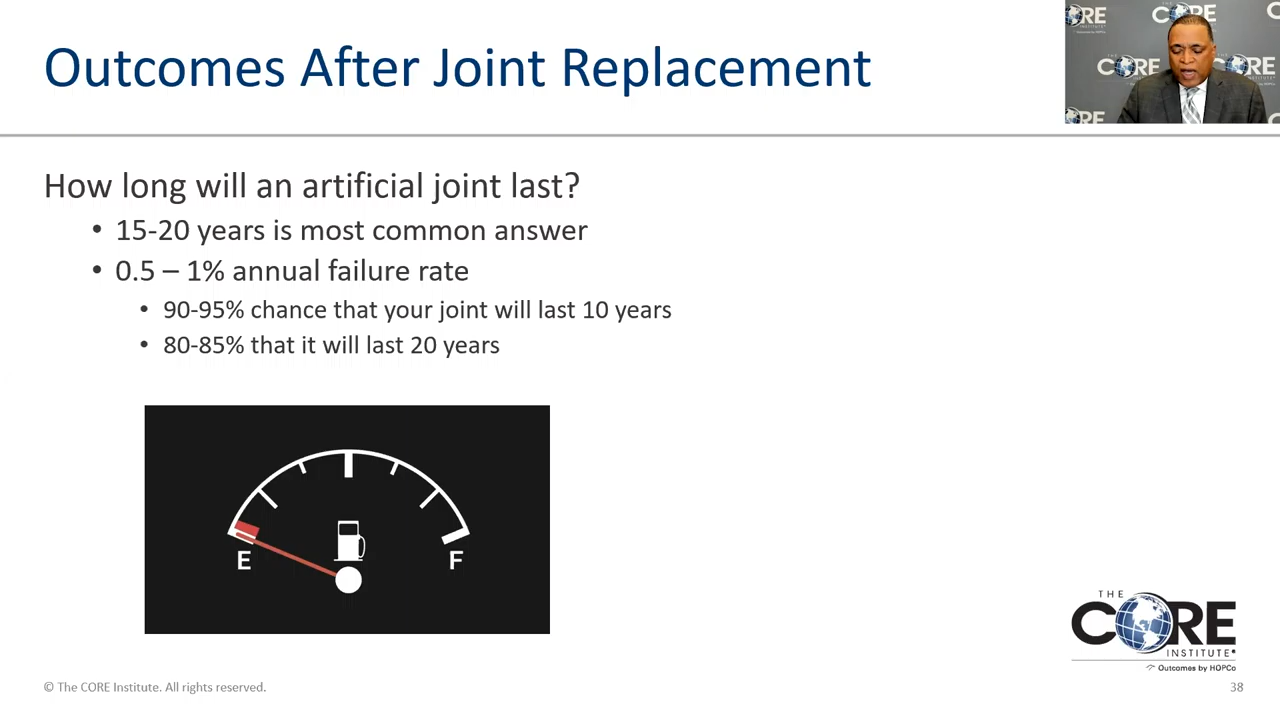 Outcomes After Joint Replacement
How long will an artificial joint last?
• 15-20 years is most common answer
• 0.5 – 1% annual failure rate
• 90-95% chance that your joint will last 10 years
• 80-85% that it will last 20 years
E
F
THE
CORE
INSTITUTE®
Outcomes by HOPCo
© The CORE Institute. All rights reserved.
38